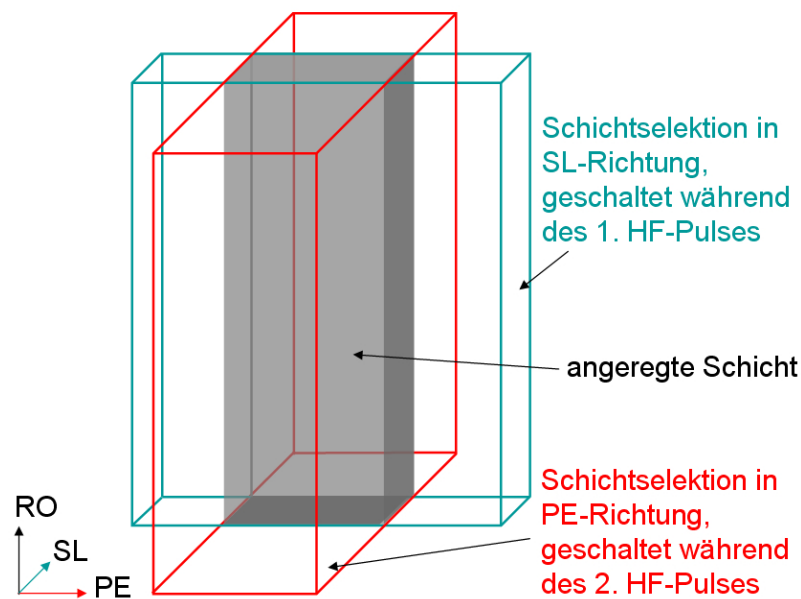 Schichtselektion in
SL-Richtung,
geschaltet während
des 1. HF-Pulses
angeregte Schicht
Schichtselektion in
PE-Richtung,
geschaltet während
des 2. HF-Pulses
RO
SL
PE